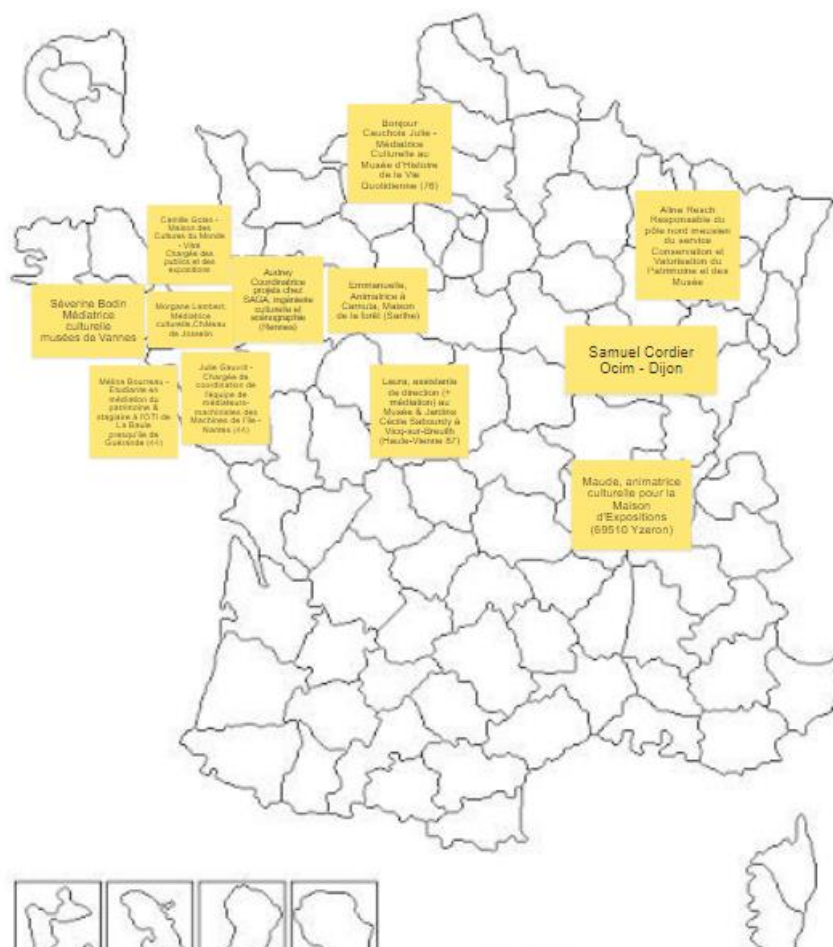 Bonjour
Cauchois Julie -
Médiatrice
Culturelle au
Musée d'Histoire
de la Vie
Quotidienne (76)
Aline Resch
Responsable du
pôle nord meusien
du service
Conservation et
Valorisation du
Patrimoine et des
Musée
Camille Golan -
Maison des
Cultures du Monde
- Vitré
Chargée des
publics et des
expositions
Audrey
Coordinatrice
projets chez
SAGA, ingénierie
culturelle et
scénographie
(Rennes)
Emmanuelle,
Animatrice à
Carnuta, Maison
de la forêt (Sarthe)
Séverine Bodin
Médiatrice
culturelle
musées de Vannes
Morgane Lambert,
Médiatrice
culturelle, Château
de Josselin
Samuel Cordier
Ocim - Dijon
Mélina Bourreau -
Etudiante en
médiation du
patrimoine &
stagiaire à l'OTI de
La Baule
presqu'île de
Guérande (44)
Julie Gauvrit -
Chargée de
coordination de
l'équipe de
médiateurs-
machinistes des
Machines de l'île -
Nantes (44)
Laura, assistante
de direction (+
médiation) au
Musée & Jardins
Cécile Sabourdy à
Vicq-sur-Breuilh
(Haute-Vienne 87)
Maude, animatrice
culturelle pour la
Maison
d'Expositions
(69510 Yzeron)